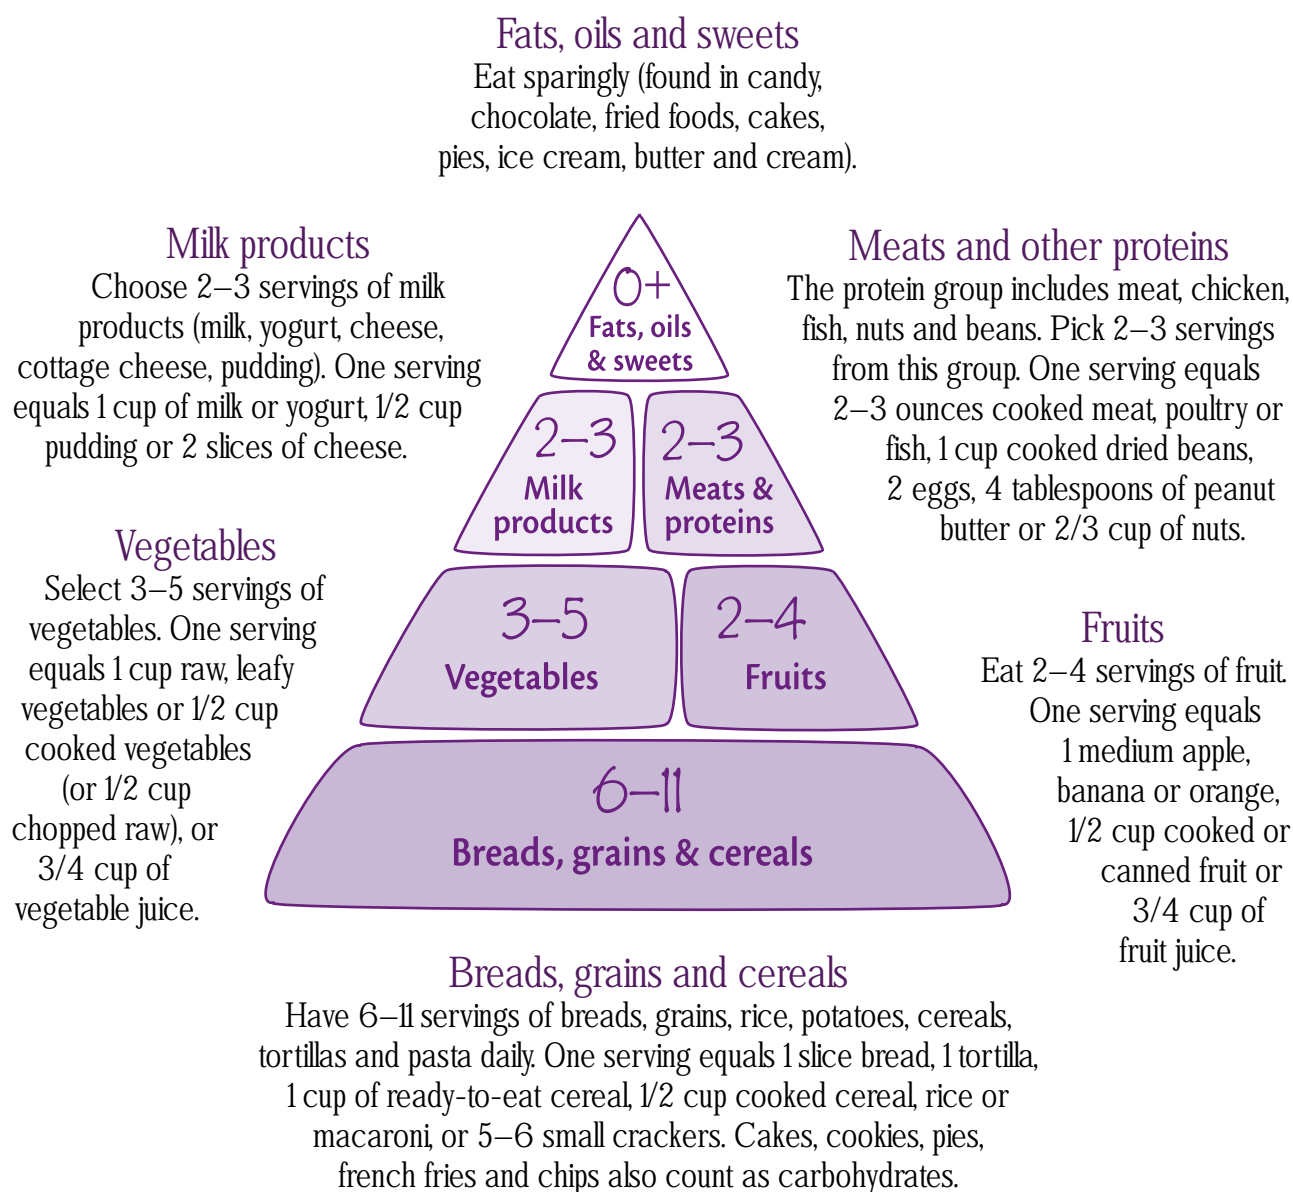 Fats, oils and sweets
Eat sparingly (found in candy,
chocolate, fried foods, cakes,
pies, ice cream, butter and cream).
Milk products
Choose 2–3 servings of milk
products (milk, yogurt, cheese,
cottage cheese, pudding). One serving
equals 1 cup of milk or yogurt, 1/2 cup
pudding or 2 slices of cheese.
Meats and other proteins
The protein group includes meat, chicken,
fish, nuts and beans. Pick 2–3 servings
from this group. One serving equals
2–3 ounces cooked meat, poultry or
fish, 1 cup cooked dried beans,
2 eggs, 4 tablespoons of peanut
butter or 2/3 cup of nuts.
0+
Fats, oils
& sweets
2–3
Milk
products
2–3
Meats &
proteins
Vegetables
Select 3–5 servings of
vegetables. One serving
equals 1 cup raw, leafy
vegetables or 1/2 cup
cooked vegetables
(or 1/2 cup
chopped raw), or
3/4 cup of
vegetable juice.
3–5
Vegetables
2–4
Fruits
Fruits
Eat 2–4 servings of fruit.
One serving equals
1 medium apple,
banana or orange,
1/2 cup cooked or
canned fruit or
3/4 cup of
fruit juice.
6–11
Breads, grains & cereals
Breads, grains and cereals
Have 6–11 servings of breads, grains, rice, potatoes, cereals,
tortillas and pasta daily. One serving equals 1 slice bread, 1 tortilla,
1 cup of ready-to-eat cereal, 1/2 cup cooked cereal, rice or
macaroni, or 5–6 small crackers. Cakes, cookies, pies,
french fries and chips also count as carbohydrates.